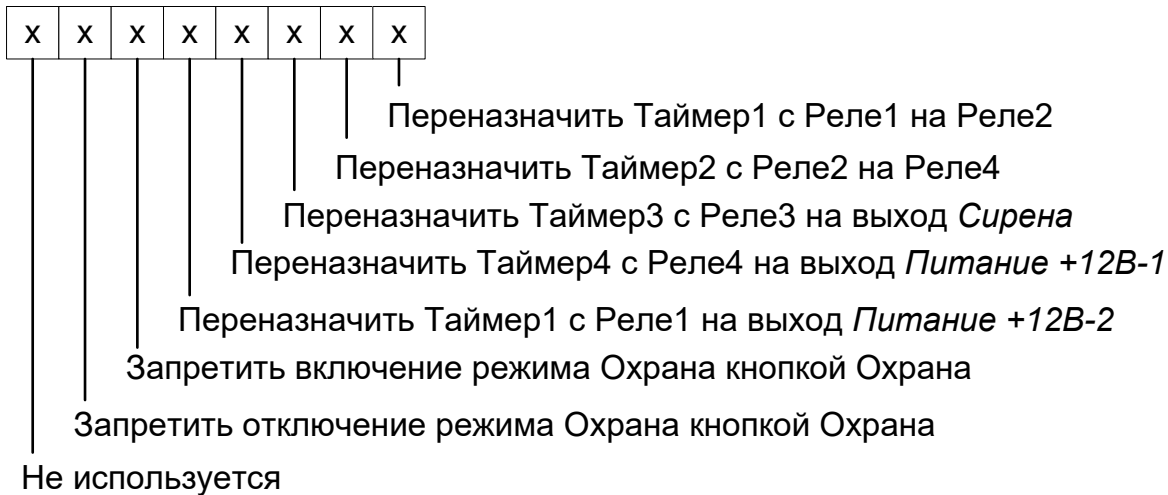 x x x x x x x x
Переназначить Таймер1 с Реле1 на Реле2
Переназначить Таймер2 с Реле2 на Реле4
Переназначить Таймер3 с Реле3 на выход Сирена
Переназначить Таймер4 с Реле4 на выход Питание +12В-1
Переназначить Таймер1 с Реле1 на выход Питание +12В-2
Запретить включение режима Охрана кнопкой Охрана
Запретить отключение режима Охрана кнопкой Охрана
Не используется